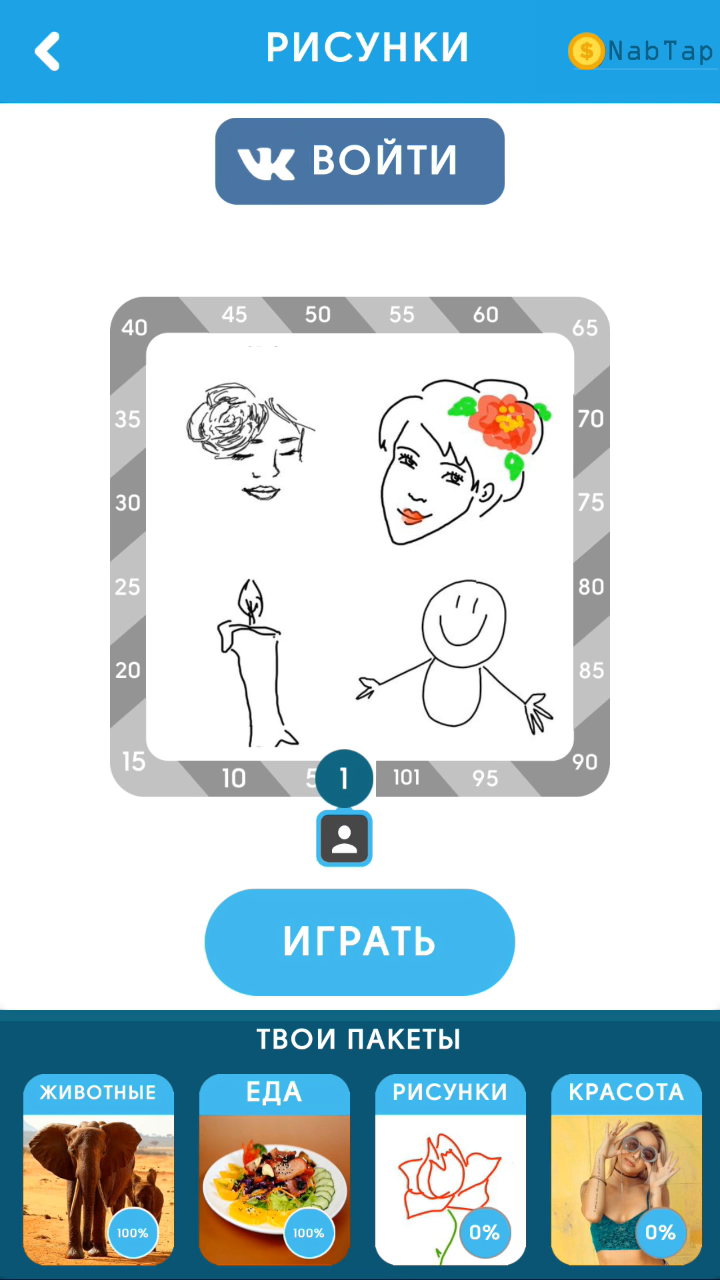 РИСУНКИ
NabTap
ВОЙТИ
40 45 50 55 60 65
35 70
30 75
25 80
20 85
15 90
10 5 1 101 95
ИГРАТЬ
ТВОИ ПАКЕТЫ
ЖИВОТНЫЕ ЕДА РИСУНКИ КРАСОТА
100% 100% 0% 0%